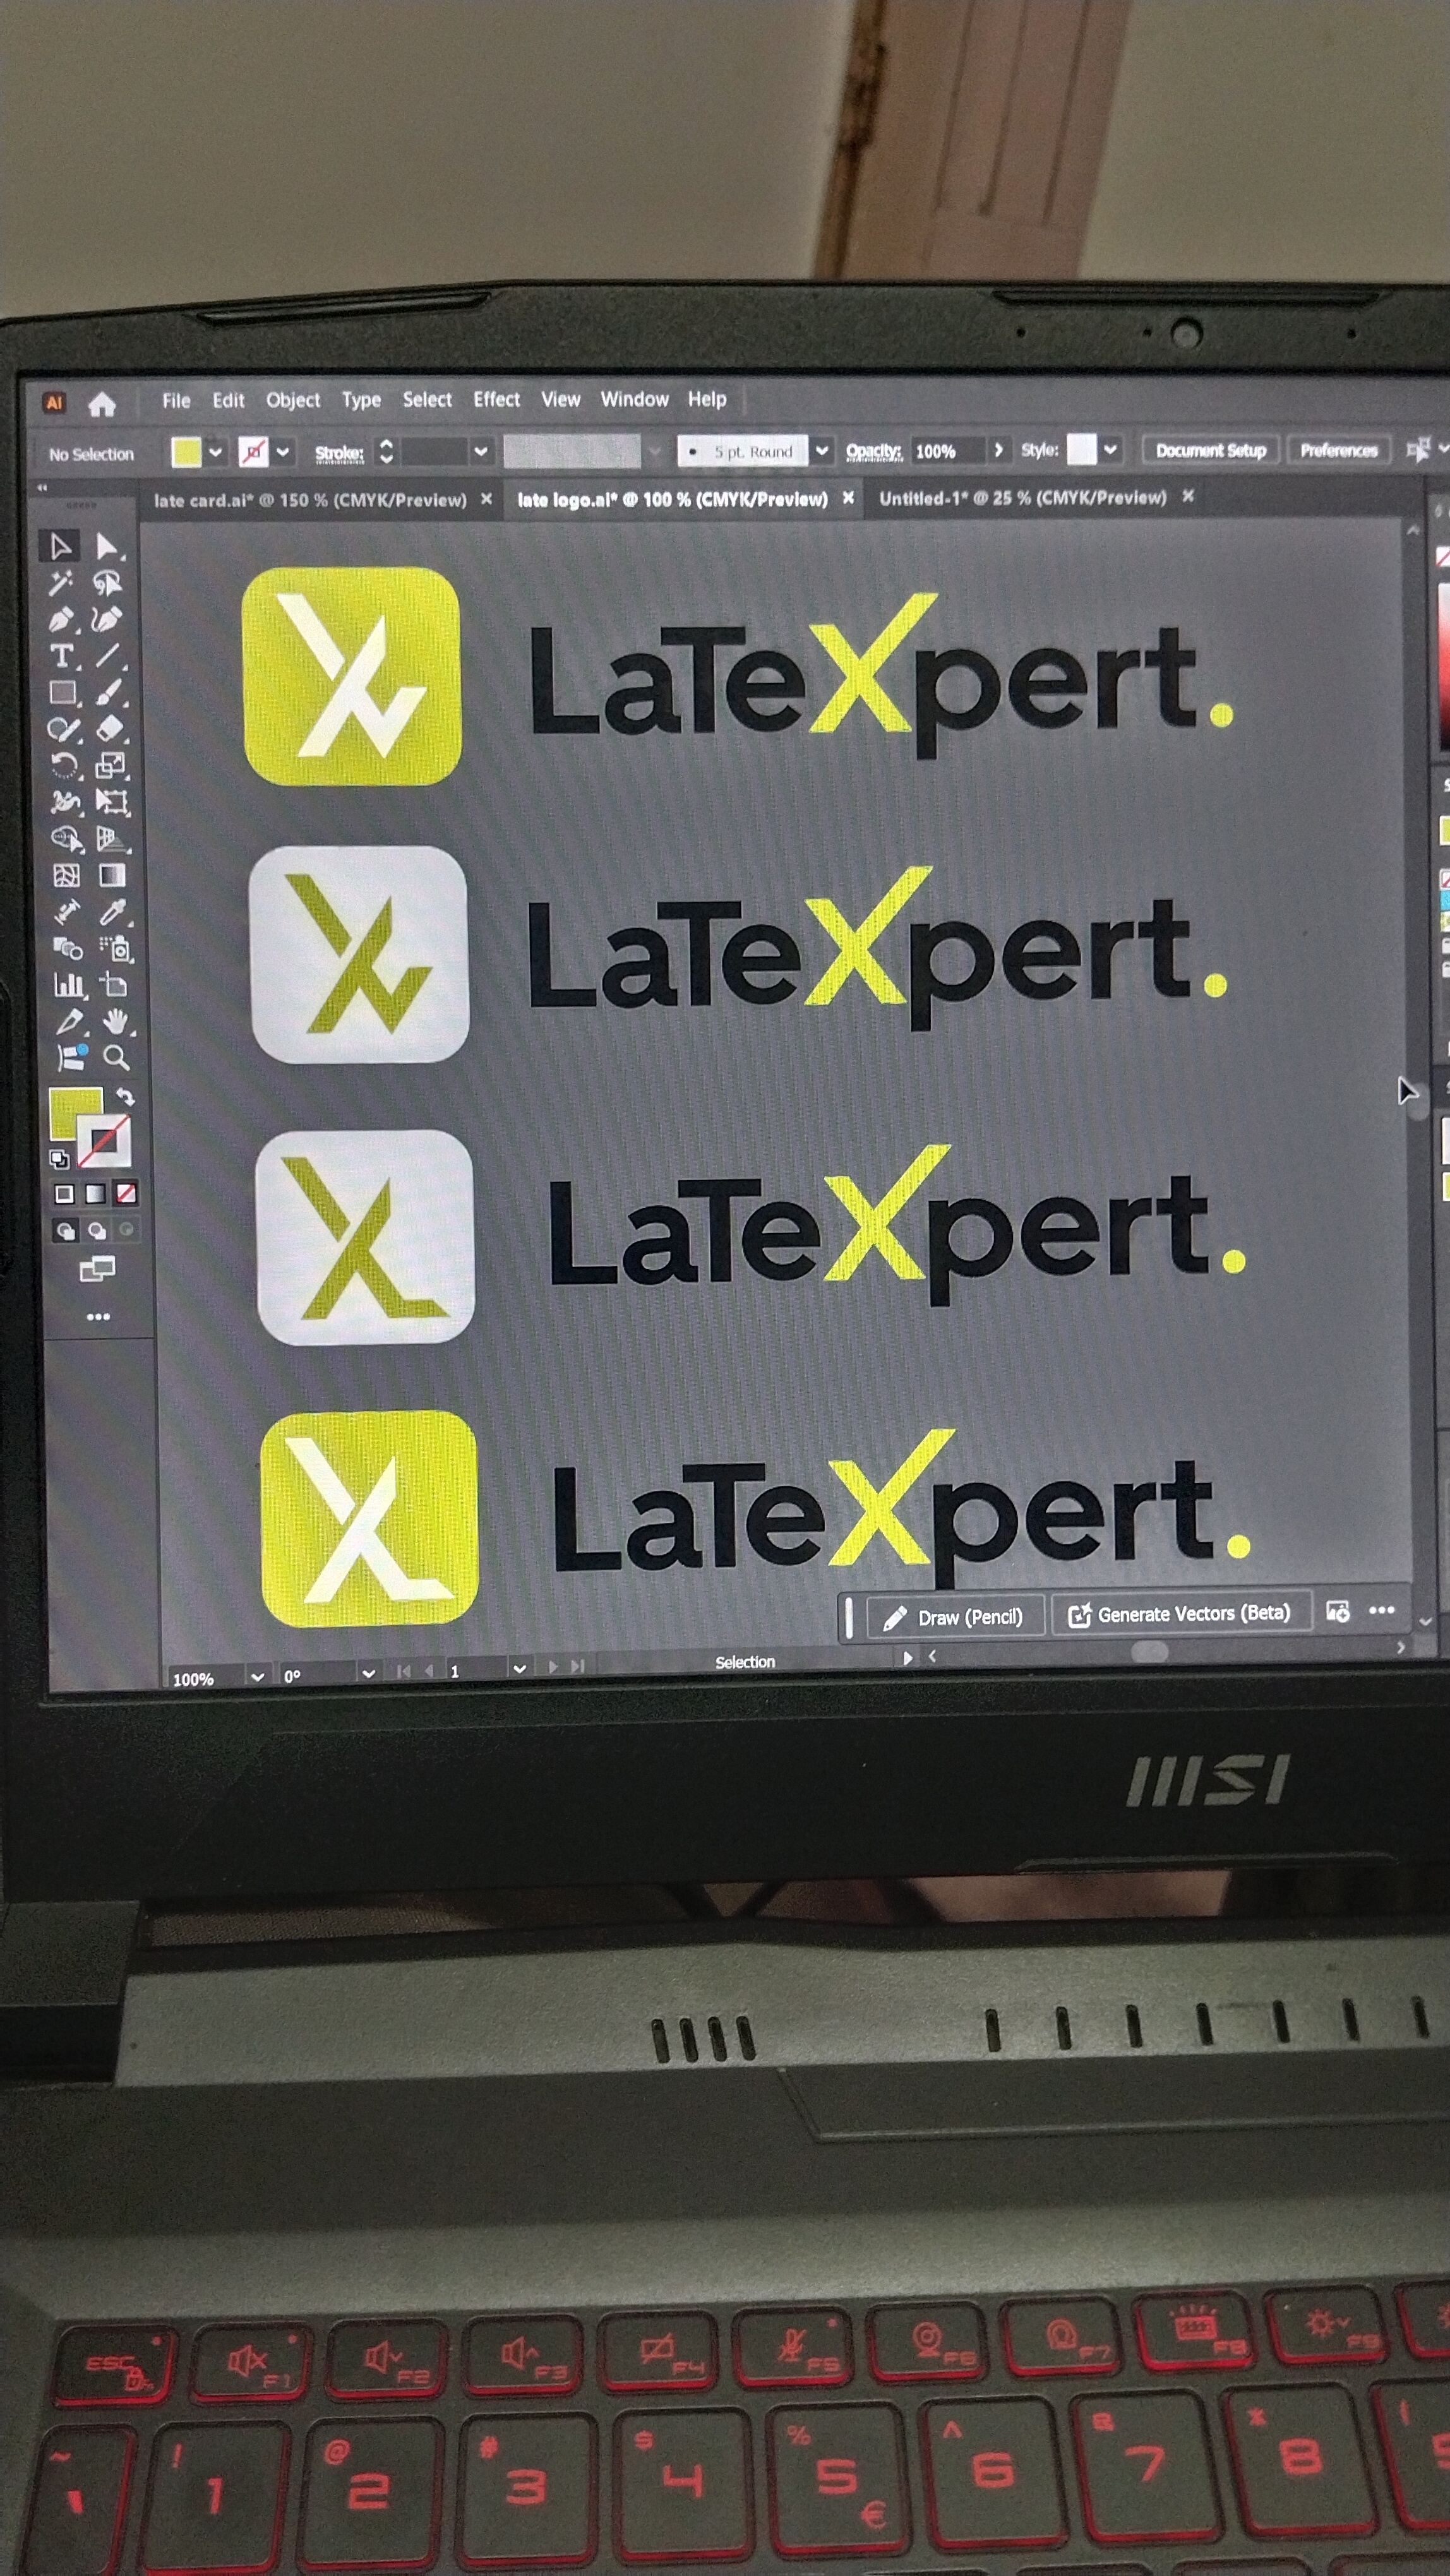 Ai File Edit Object Type Select Effect View Window Help
No Selection Stroke: 5 pt. Round Opacity: 100% Style: Document Setup Preferences
late card.ai* @ 150 % (CMYK/Preview) × late logo.ai* @ 100 % (CMYK/Preview) × Untitled-1* @ 25 % (CMYK/Preview) ×
LaTeXpert.
LaTeXpert.
LaTeXpert.
LaTeXpert.
Draw (Pencil) Generate Vectors (Beta)
100% 0° 1 Selection
msi
ESC F1 F2 F3 F4 F5 F6 F7 F8 F9
~ ! @ # $ % ^ & * (
1 2 3 4 5 € 6 7 8